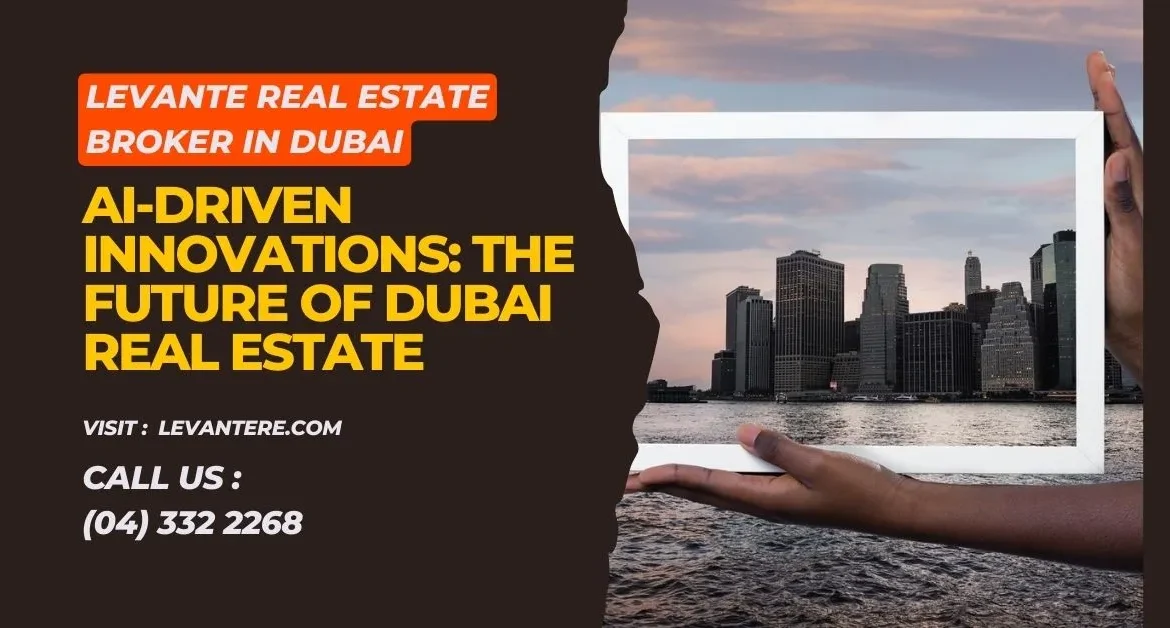 LEVANTE REAL ESTATE
BROKER IN DUBAI
AI-DRIVEN
INNOVATIONS: THE
FUTURE OF DUBAI
REAL ESTATE
VISIT : LEVANTERE.COM
CALL US :
(04) 332 2268